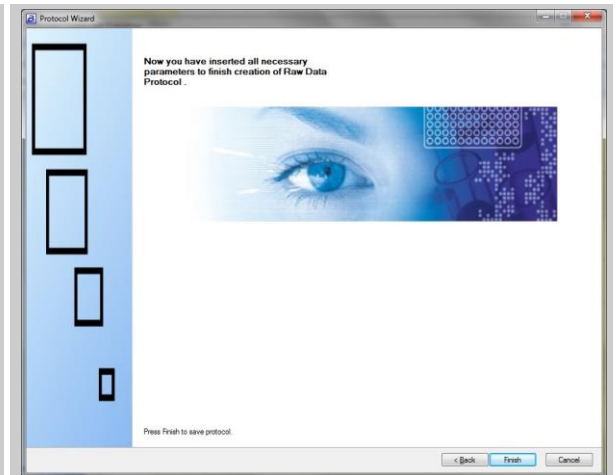 Protocol Wizard
Now you have inserted all necessary
parameters to finish creation of Raw Data
Protocol .
Press Finish to save protocol.
< Back
Finish
Cancel